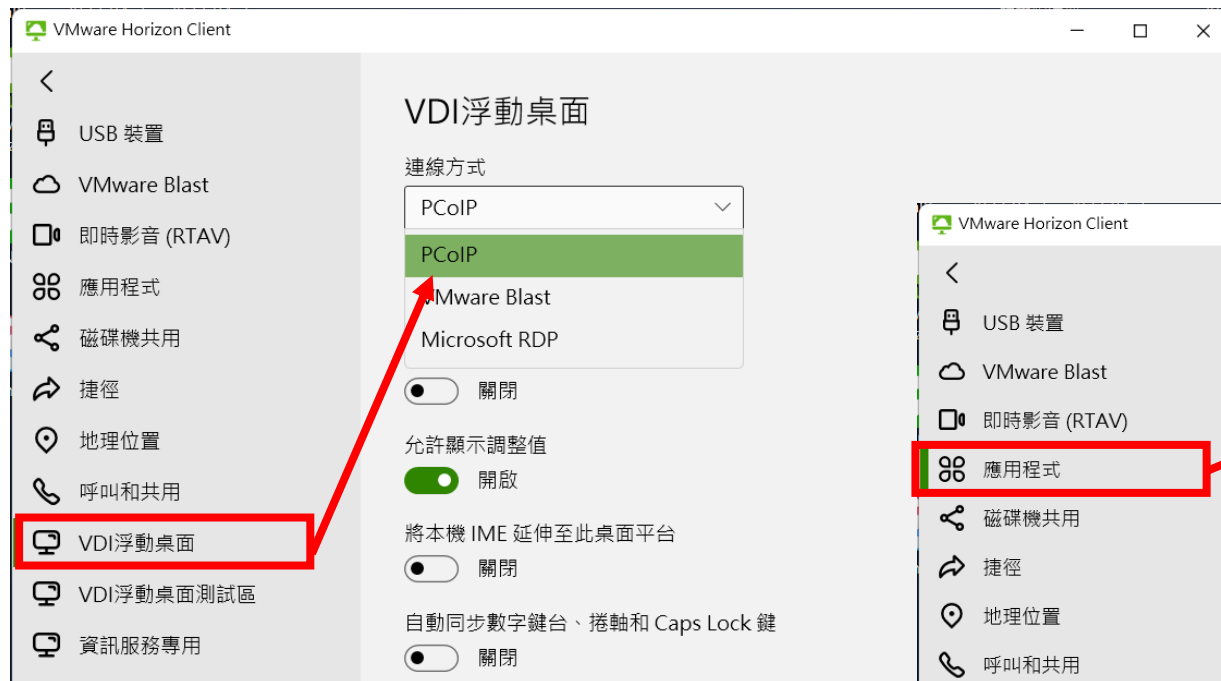 VMware Horizon Client
USB 裝置
VMware Blast
即時影音 (RTAV)
應用程式
磁碟機共用
捷徑
地理位置
呼叫和共用
VDI浮動桌面
VDI浮動桌面測試區
資訊服務專用
VDI浮動桌面
連線方式
PCoIP
PCoIP
VMware Blast
Microsoft RDP
關閉
允許顯示調整值
開啟
將本機 IME 延伸至此桌面平台
關閉
自動同步數字鍵台、捲軸和 Caps Lock 鍵
關閉
VMware Horizon Client
USB 裝置
VMware Blast
即時影音 (RTAV)
應用程式
磁碟機共用
捷徑
地理位置
呼叫和共用